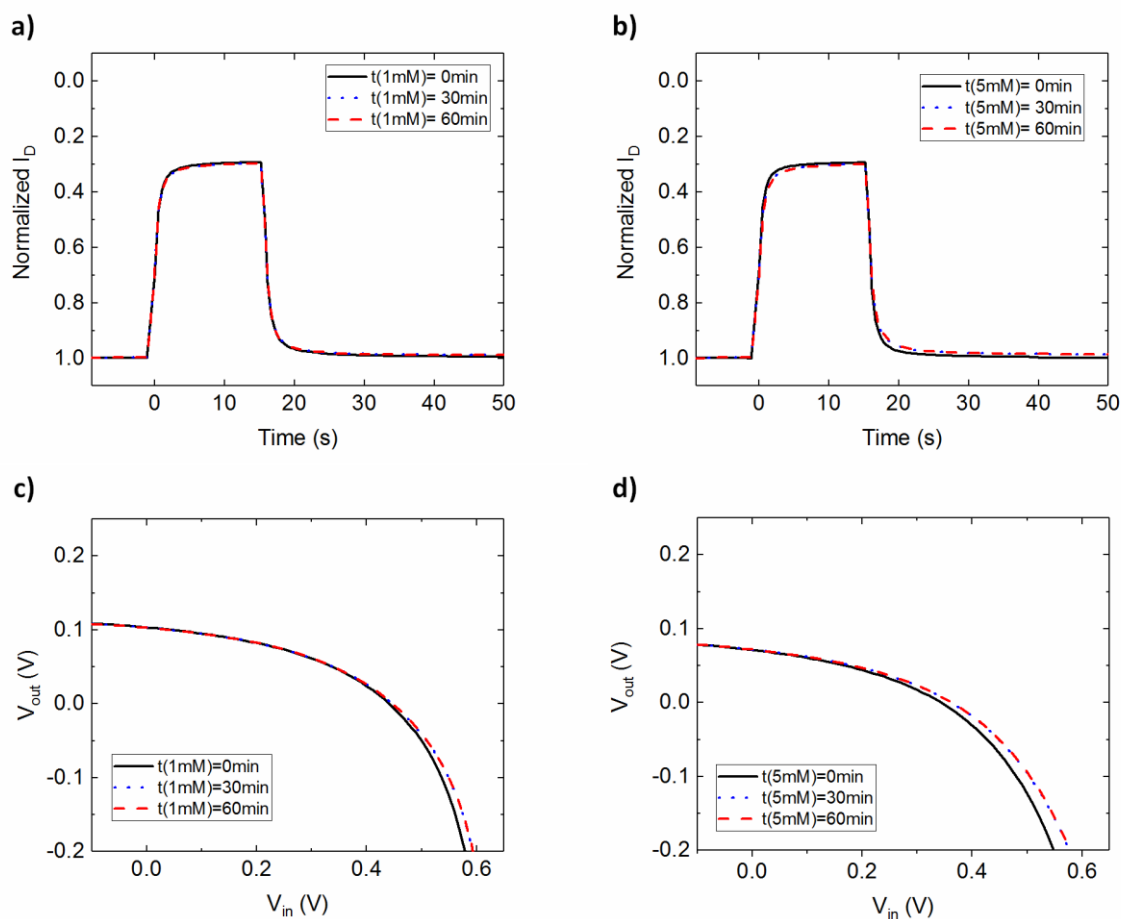 a)
Normalized I_D
0.0
0.2
0.4
0.6
0.8
1.0
t(1mM)= 0min
t(1mM)= 30min
t(1mM)= 60min
0 10 20 30 40 50
Time (s)
b)
Normalized I_D
0.0
0.2
0.4
0.6
0.8
1.0
t(5mM)= 0min
t(5mM)= 30min
t(5mM)= 60min
0 10 20 30 40 50
Time (s)
c)
V_out (V)
0.2
0.1
0.0
-0.1
-0.2
t(1mM)=0min
t(1mM)=30min
t(1mM)=60min
0.0 0.2 0.4 0.6
V_in (V)
d)
V_out (V)
0.2
0.1
0.0
-0.1
-0.2
t(5mM)=0min
t(5mM)=30min
t(5mM)=60min
0.0 0.2 0.4 0.6
V_in (V)